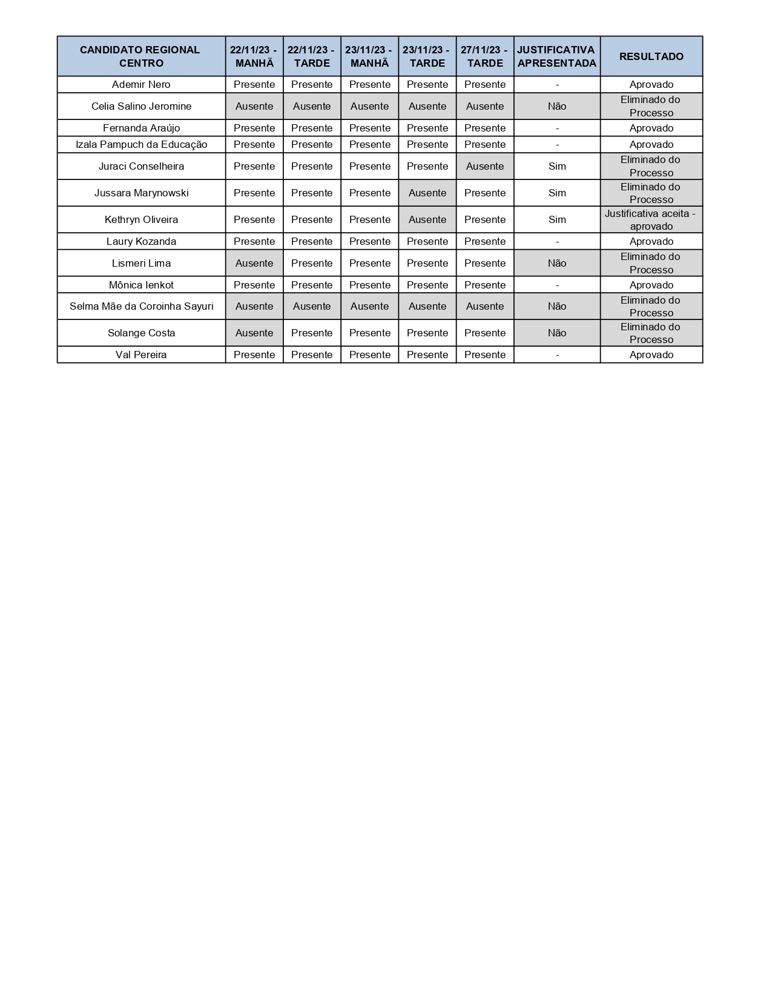 CANDIDATO REGIONAL CENTRO 22/11/23 - MANHÃ 22/11/23 - TARDE 23/11/23 - MANHÃ 23/11/23 - TARDE 27/11/23 - TARDE JUSTIFICATIVA APRESENTADA RESULTADO
Ademir Nero Presente Presente Presente Presente Presente - Aprovado
Celia Salino Jeromine Ausente Ausente Ausente Ausente Ausente Não Eliminado do Processo
Fernanda Araújo Presente Presente Presente Presente Presente - Aprovado
Izala Pampuch da Educação Presente Presente Presente Presente Presente - Aprovado
Juraci Conselheira Presente Presente Presente Presente Ausente Sim Eliminado do Processo
Jussara Marynowski Presente Presente Presente Ausente Presente Sim Eliminado do Processo
Kethryn Oliveira Presente Presente Presente Ausente Presente Sim Justificativa aceita - aprovado
Laury Kozanda Presente Presente Presente Presente Presente - Aprovado
Lismeri Lima Ausente Presente Presente Presente Presente Não Eliminado do Processo
Mônica Ienkot Presente Presente Presente Presente Presente - Aprovado
Selma Mãe da Coroinha Sayuri Ausente Ausente Ausente Ausente Ausente Não Eliminado do Processo
Solange Costa Ausente Presente Presente Presente Presente Não Eliminado do Processo
Val Pereira Presente Presente Presente Presente Presente - Aprovado